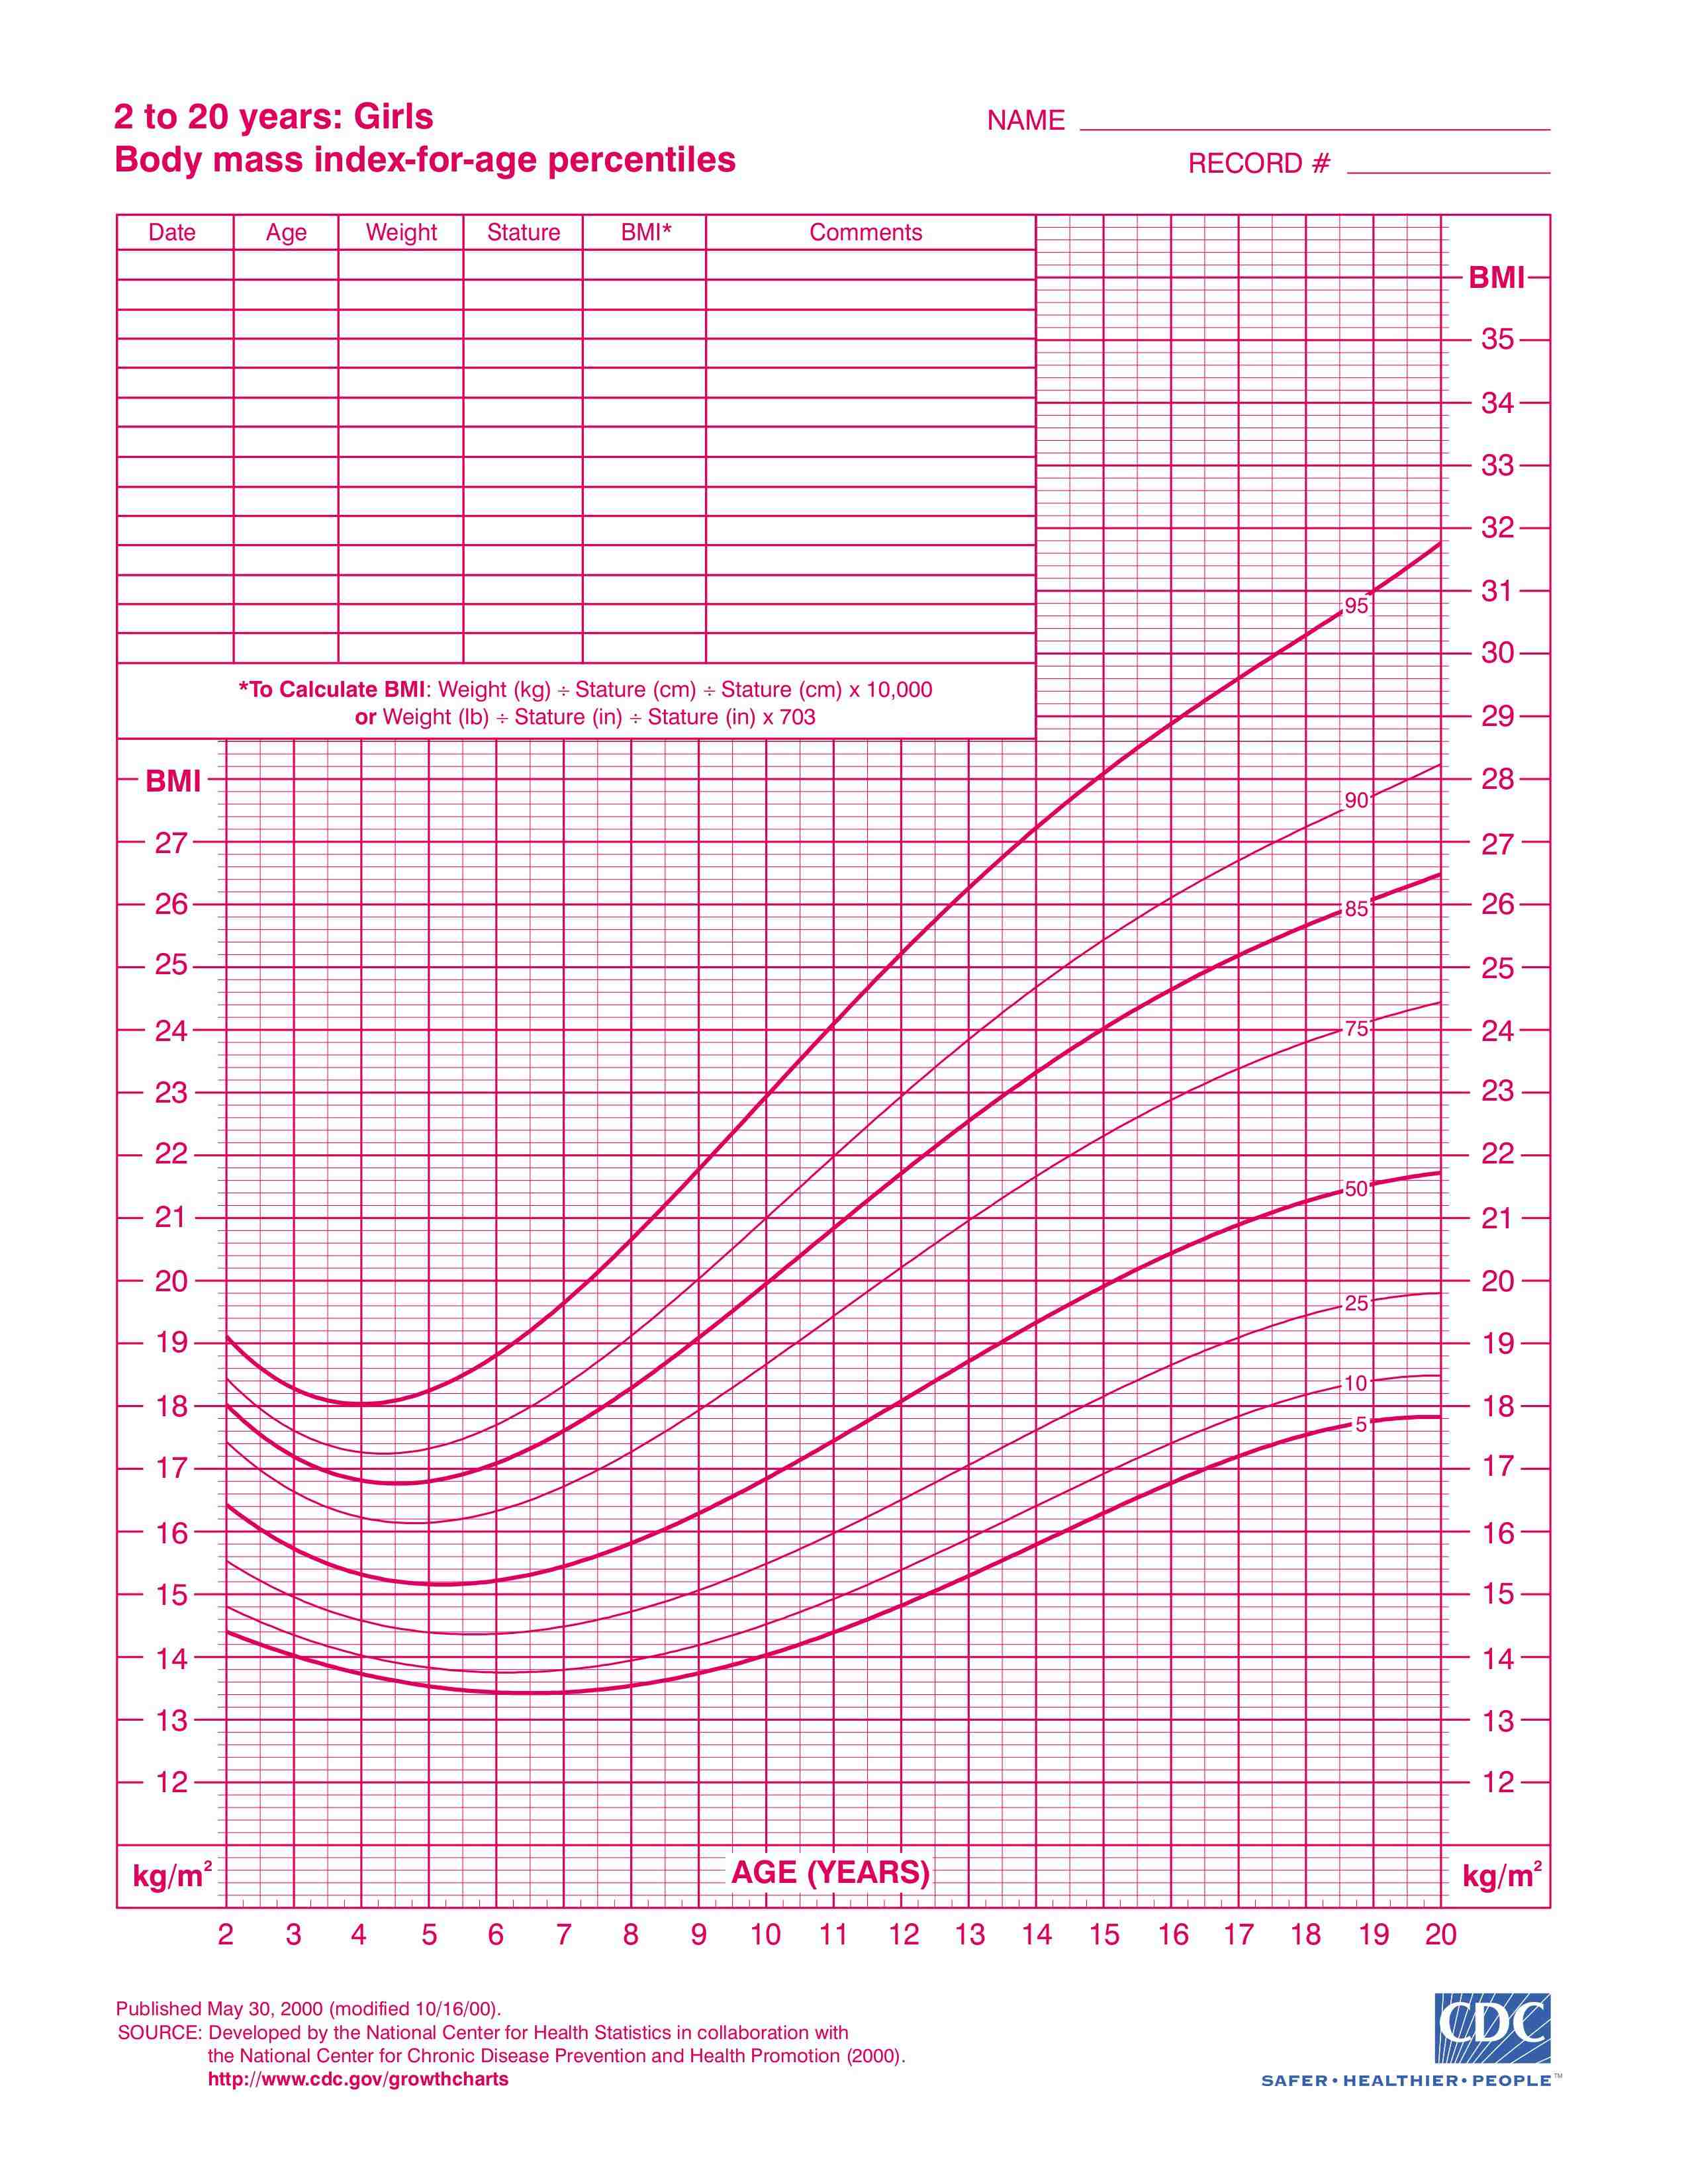 2 to 20 years: Girls
Body mass index-for-age percentiles
NAME
RECORD #
Date Age Weight Stature BMI* Comments
*To Calculate BMI: Weight (kg) ÷ Stature (cm) ÷ Stature (cm) x 10,000
or Weight (lb) ÷ Stature (in) ÷ Stature (in) x 703
BMI
35
34
33
32
31
30
29
28
27
26
25
24
23
22
21
20
19
18
17
16
15
14
13
12
kg/m²
BMI
27
26
25
24
23
22
21
20
19
18
17
16
15
14
13
12
kg/m²
95
90
85
75
50
25
10
5
AGE (YEARS)
2 3 4 5 6 7 8 9 10 11 12 13 14 15 16 17 18 19 20
Published May 30, 2000 (modified 10/16/00).
SOURCE: Developed by the National Center for Health Statistics in collaboration with
the National Center for Chronic Disease Prevention and Health Promotion (2000).
http://www.cdc.gov/growthcharts
CDC
SAFER • HEALTHIER • PEOPLE™